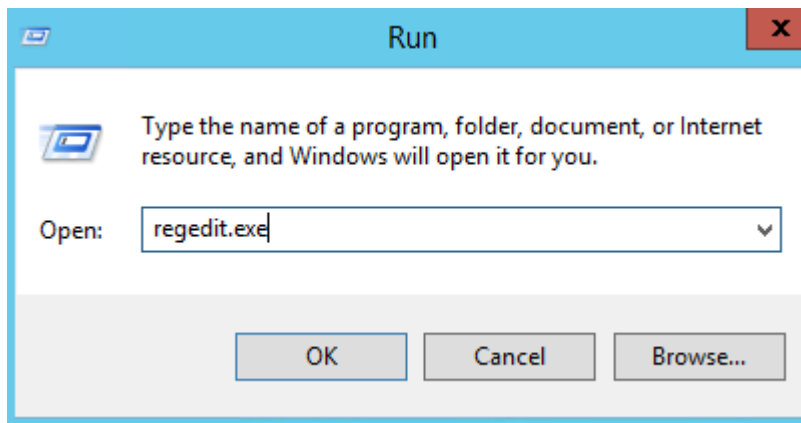 Run
x
Type the name of a program, folder, document, or Internet
resource, and Windows will open it for you.
Open: regedit.exe
OK Cancel Browse...